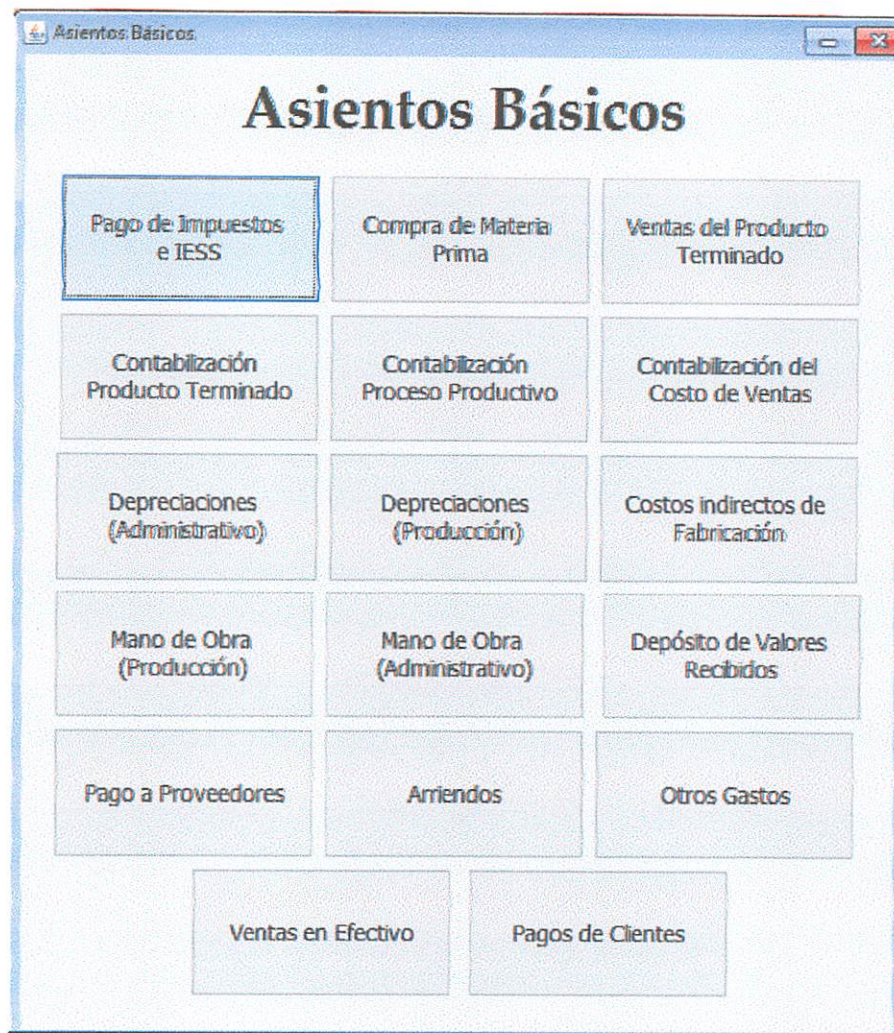 Asientos Básicos
Asientos Básicos
Pago de Impuestos
e IESS
Compra de Materia
Prima
Ventas del Producto
Terminado
Contabilización
Producto Terminado
Contabilización
Proceso Productivo
Contabilización del
Costo de Ventas
Depreciaciones
(Administrativo)
Depreciaciones
(Producción)
Costos indirectos de
Fabricación
Mano de Obra
(Producción)
Mano de Obra
(Administrativo)
Depósito de Valores
Recibidos
Pago a Proveedores
Arriendos
Otros Gastos
Ventas en Efectivo
Pagos de Clientes